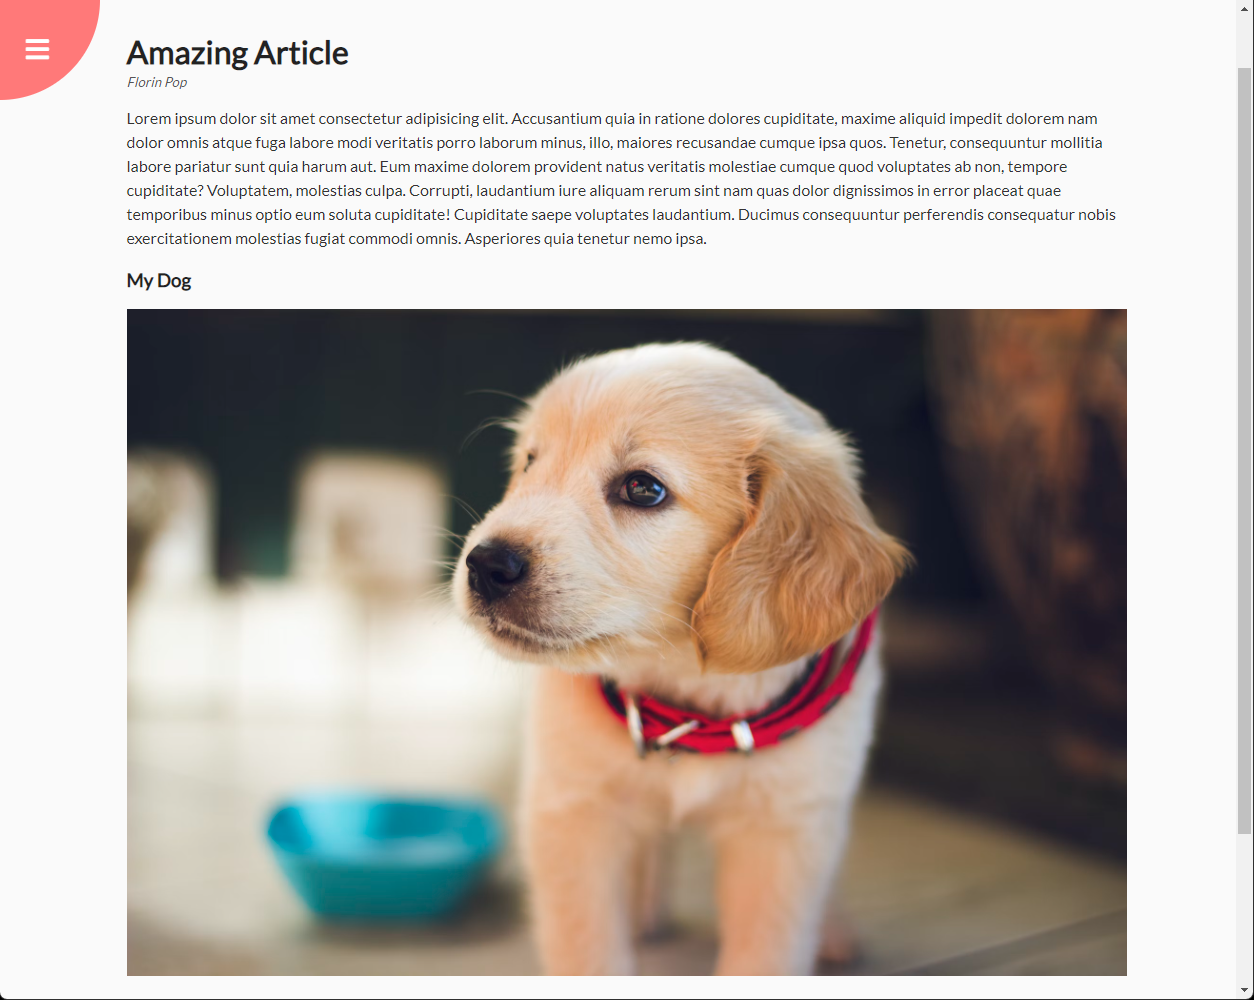 Amazing Article
Florin Pop
Lorem ipsum dolor sit amet consectetur adipisicing elit. Accusantium quia in ratione dolores cupiditate, maxime aliquid impedit dolorem nam
dolor omnis atque fuga labore modi veritatis porro laborum minus, illo, maiores recusandae cumque ipsa quos. Tenetur, consequuntur mollitia
labore pariatur sunt quia harum aut. Eum maxime dolorem provident natus veritatis molestiae cumque quod voluptates ab non, tempore
cupiditate? Voluptatem, molestias culpa. Corrupti, laudantium iure aliquam rerum sint nam quas dolor dignissimos in error placeat quae
temporibus minus optio eum soluta cupiditate! Cupiditate saepe voluptates laudantium. Ducimus consequuntur perferendis consequatur nobis
exercitationem molestias fugiat commodi omnis. Asperiores quia tenetur nemo ipsa.
My Dog